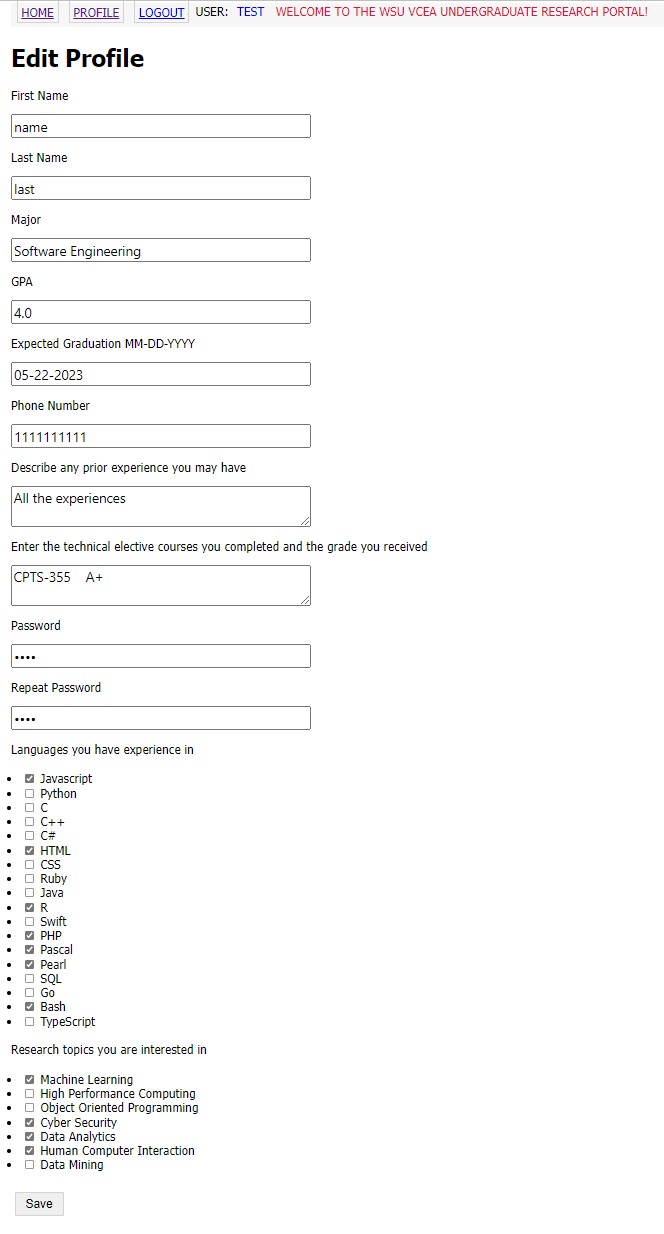 HOME PROFILE LOGOUT USER: TEST WELCOME TO THE WSU VCEA UNDERGRADUATE RESEARCH PORTAL!
Edit Profile
First Name
name
Last Name
last
Major
Software Engineering
GPA
4.0
Expected Graduation MM-DD-YYYY
05-22-2023
Phone Number
1111111111
Describe any prior experience you may have
All the experiences
Enter the technical elective courses you completed and the grade you received
CPTS-355 A+
Password
••••
Repeat Password
••••
Languages you have experience in
Javascript
Python
C
C++
C#
HTML
CSS
Ruby
Java
R
Swift
PHP
Pascal
Pearl
SQL
Go
Bash
TypeScript
Research topics you are interested in
Machine Learning
High Performance Computing
Object Oriented Programming
Cyber Security
Data Analytics
Human Computer Interaction
Data Mining
Save